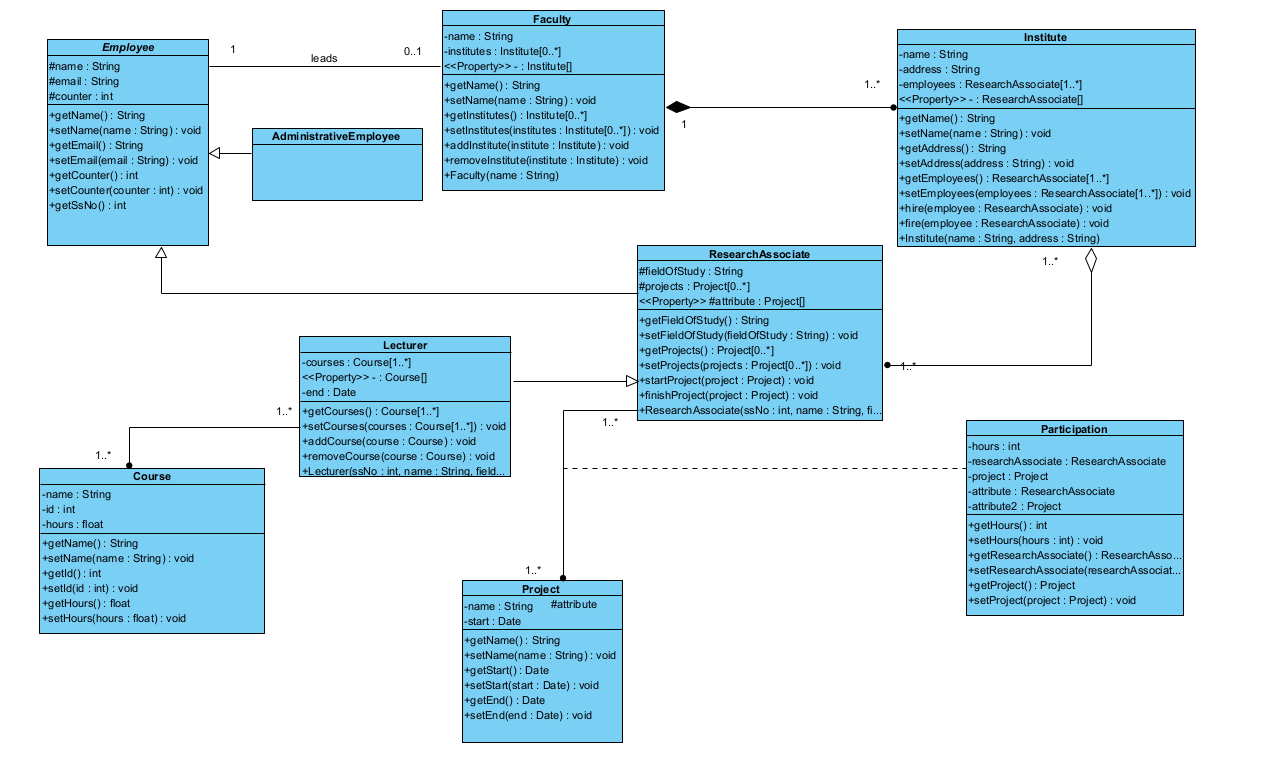 Employee
#name : String
#email : String
#counter : int
+getName() : String
+setName(name : String) : void
+getEmail() : String
+setEmail(email : String) : void
+getCounter() : int
+setCounter(counter : int) : void
+getSsNo() : int
1
0..1
leads
AdministrativeEmployee
Faculty
-name : String
-institutes : Institute[0..*]
<<Property>> - : Institute[]
+getName() : String
+setName(name : String) : void
+getInstitutes() : Institute[0..*]
+setInstitutes(institutes : Institute[0..*]) : void
+addInstitute(institute : Institute) : void
+removeInstitute(institute : Institute) : void
+Faculty(name : String)
1
1..*
Institute
-name : String
-address : String
-employees : ResearchAssociate[1..*]
<<Property>> - : ResearchAssociate[]
+getName() : String
+setName(name : String) : void
+getAddress() : String
+setAddress(address : String) : void
+getEmployees() : ResearchAssociate[1..*]
+setEmployees(employees : ResearchAssociate[1..*]) : void
+hire(employee : ResearchAssociate) : void
+fire(employee : ResearchAssociate) : void
+Institute(name : String, address : String)
1..*
1..*
ResearchAssociate
#fieldOfStudy : String
#projects : Project[0..*]
<<Property>> #attribute : Project[]
+getFieldOfStudy() : String
+setFieldOfStudy(fieldOfStudy : String) : void
+getProjects() : Project[0..*]
+setProjects(projects : Project[0..*]) : void
+startProject(project : Project) : void
+finishProject(project : Project) : void
+ResearchAssociate(ssNo : int, name : String, fi...
1..*
Lecturer
-courses : Course[1..*]
<<Property>> - : Course[]
-end : Date
+getCourses() : Course[1..*]
+setCourses(courses : Course[1..*]) : void
+addCourse(course : Course) : void
+removeCourse(course : Course) : void
+Lecturer(ssNo : int, name : String, field...
1..*
1..*
Course
-name : String
-id : int
-hours : float
+getName() : String
+setName(name : String) : void
+getId() : int
+setId(id : int) : void
+getHours() : float
+setHours(hours : float) : void
Participation
-hours : int
-researchAssociate : ResearchAssociate
-project : Project
-attribute : ResearchAssociate
-attribute2 : Project
+getHours() : int
+setHours(hours : int) : void
+getResearchAssociate() : ResearchAsso...
+setResearchAssociate(researchAssociat...
+getProject() : Project
+setProject(project : Project) : void
1..*
Project
-name : String #attribute
-start : Date
+getName() : String
+setName(name : String) : void
+getStart() : Date
+setStart(start : Date) : void
+getEnd() : Date
+setEnd(end : Date) : void